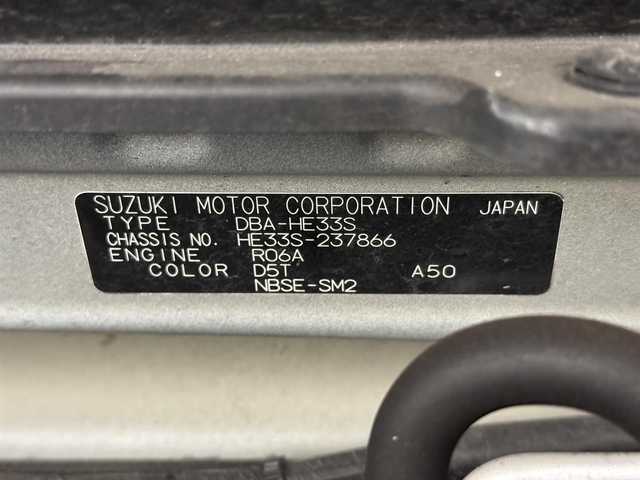 SUZUKI MOTOR CORPORATION JAPAN
TYPE DBA-HE33S
CHASSIS NO. HE33S-237866
ENGINE R06A
COLOR D5T A50
NBSE-SM2